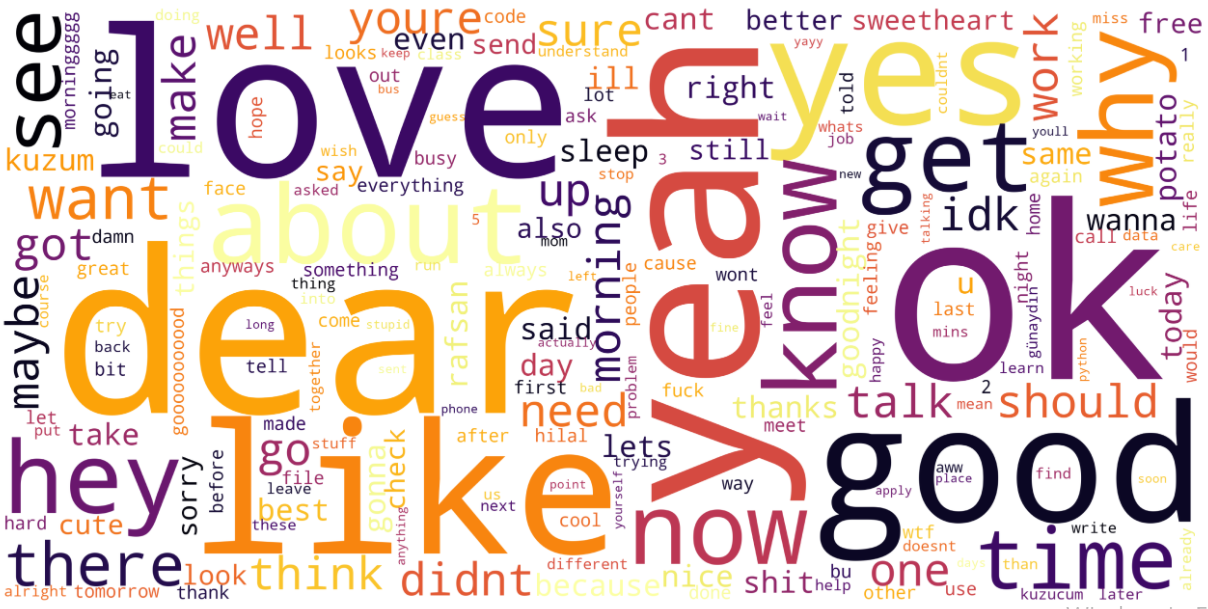 see
morninggggg
eat
going
doing
make
love
well
hope
youre
code
looks
keep
even
class
send
out
bus
sure
understand
cant
better
sweetheart
miss
free
1
yayy
yes
work
working
why
ill
lot
yeah
right
told
couldnt
guess
ask
only
wait
whats
job
get
youll
same
again
potato
really
kuzum
could
wish
say
busy
sleep
3
still
stop
everything
face
asked
want
about
up
also
mom
5
morning
know
new
goodnight
give
feeling
talking
idk
home
wanna
life
got
damn
things
anyways
something
run
always
left
people
cause
wont
feel
u
last
mins
night
call
data
care
ok
maybe
course
great
thing
into
dear
try
back
bit
long
tell
come
stupid
sent
together
rafsan
said
actually
day
first
bad
fine
happy
günaydin
learn
python
luck
today
would
goooooooooood
need
problem
fuck
thanks
meet
talk
mean
2
should
let
put
take
hey
made
phone
go
stuff
like
after
hilal
lets
trying
good
sorry
before
file
leave
these
best
gonna
check
anything
us
next
point
cool
yourself
way
now
apply
aww
place
find
soon
hard
cute
there
look
think
didnt
different
because
nice
done
shit
help
bu
wtf
doesnt
one
other
use
days
time
than
write
already
alright
tomorrow
thank
kuzucum
later